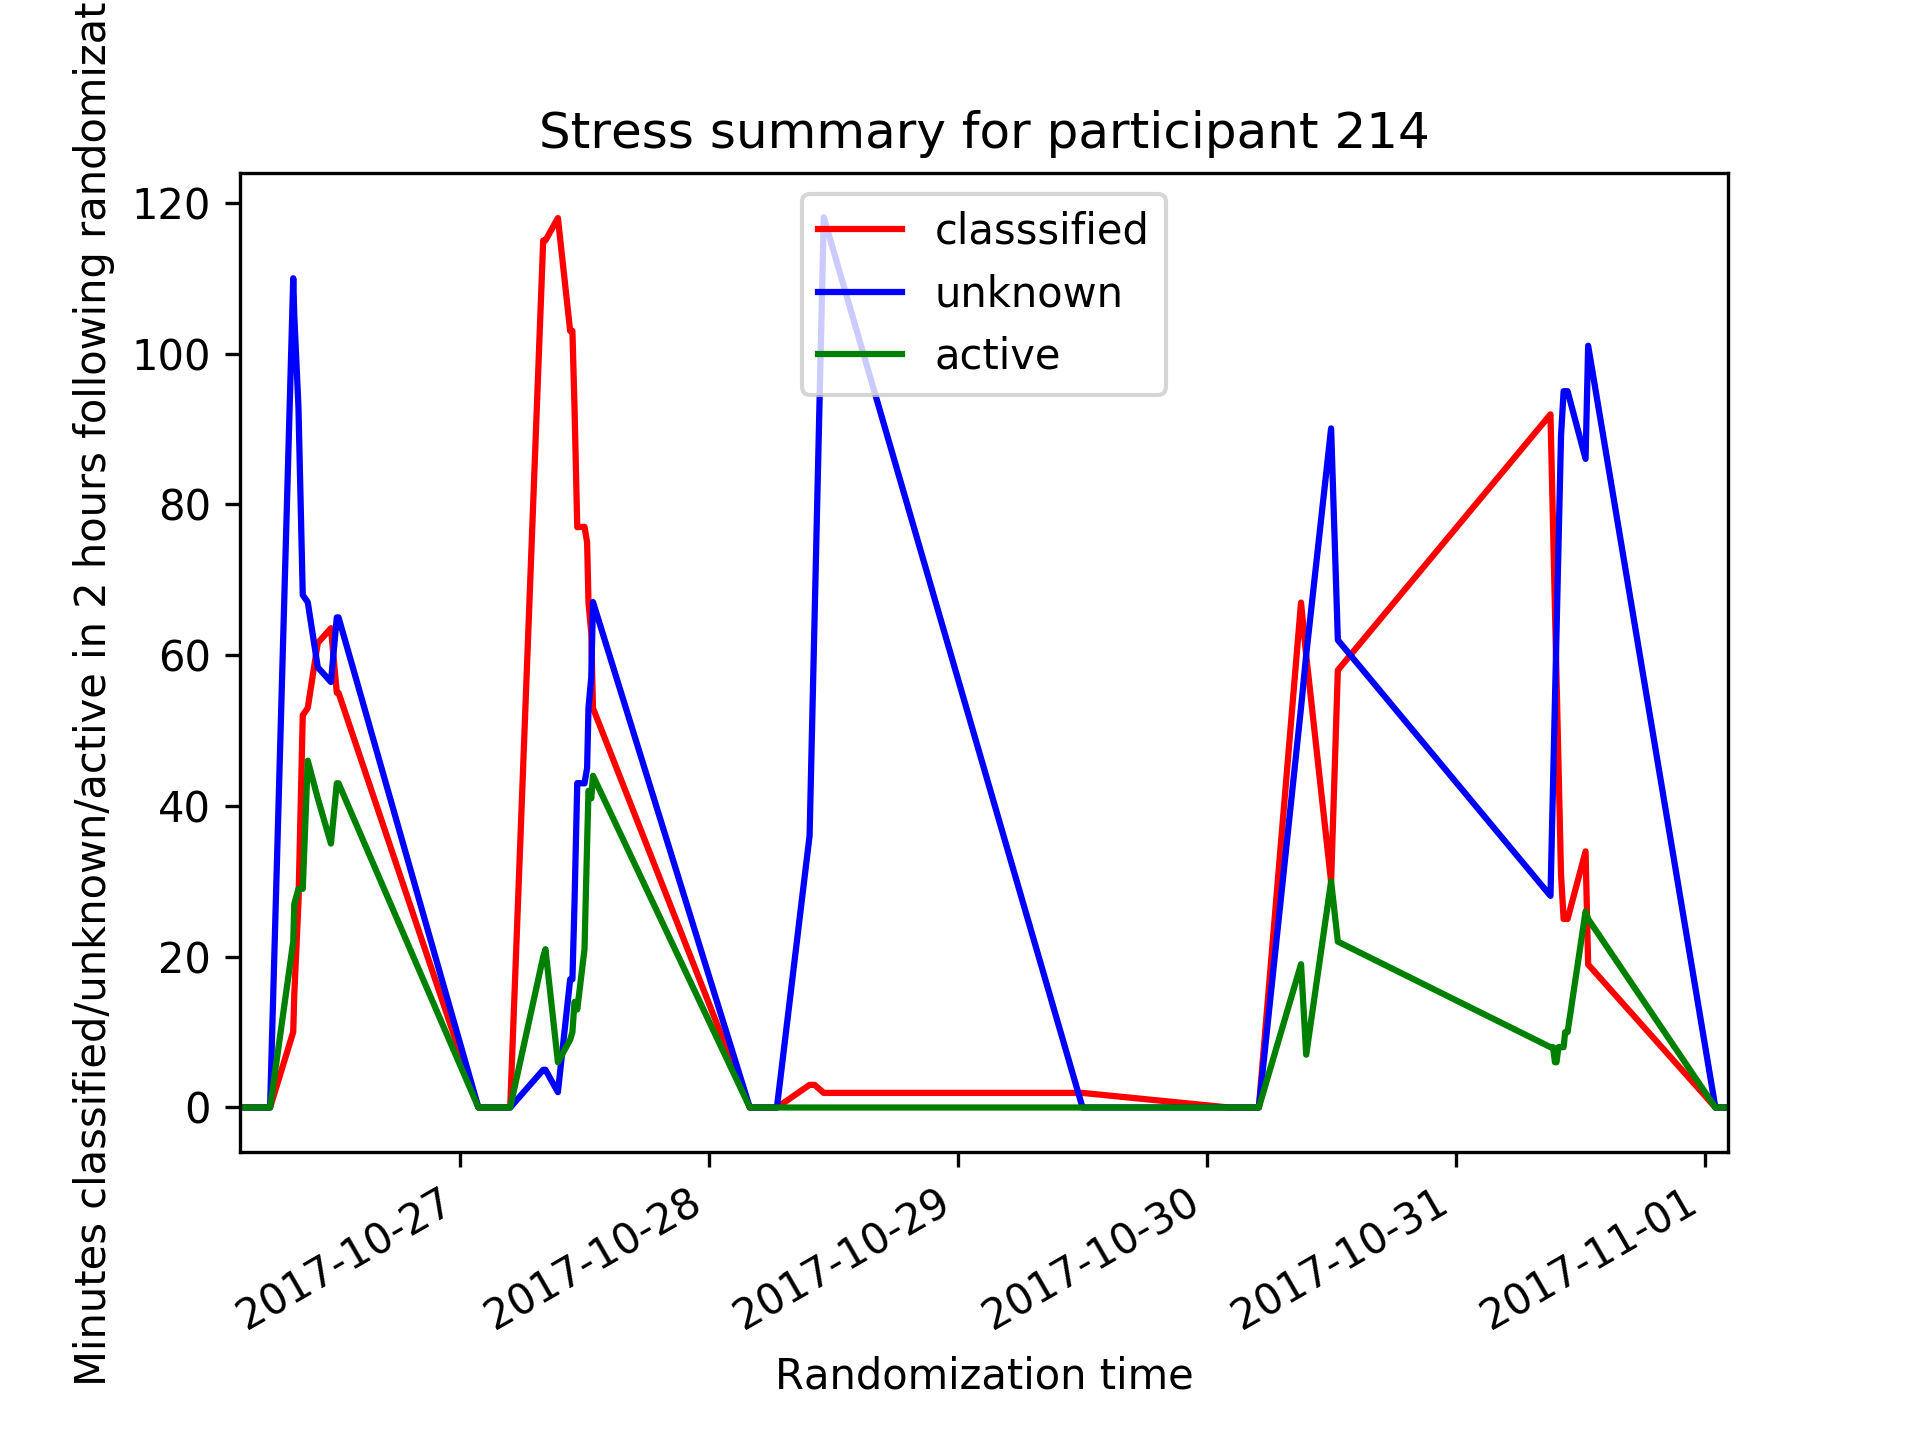 Stress summary for participant 214
Minutes classified/unknown/active in 2 hours following randomizat
120
100
80
60
40
20
0
classsified
unknown
active
2017-10-27
2017-10-28
2017-10-29
2017-10-30
2017-10-31
2017-11-01
Randomization time